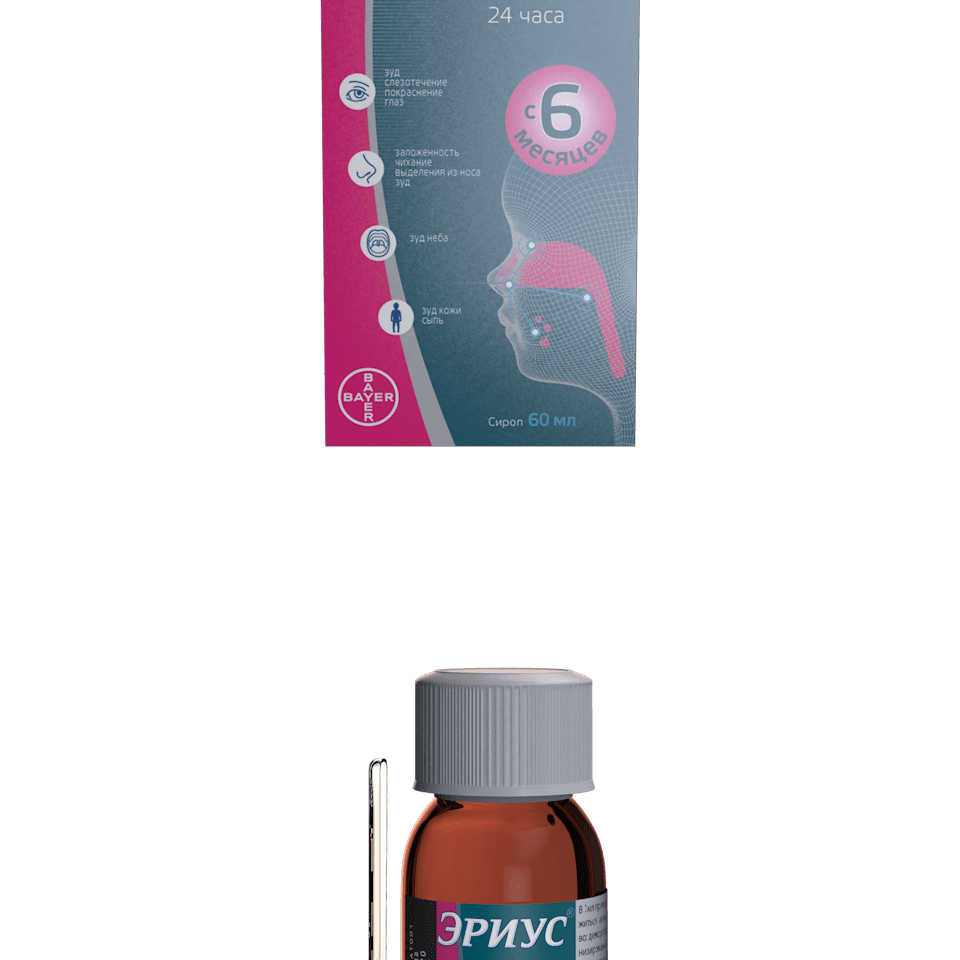 24 часа
зуд
слезотечение
покраснение
глаз
с 6
месяцев
заложенность
чихание
выделения из носа
зуд
зуд неба
зуд кожи
сыпь
BAYER
BAYER
Сироп 60 мл
ЭРИУС®